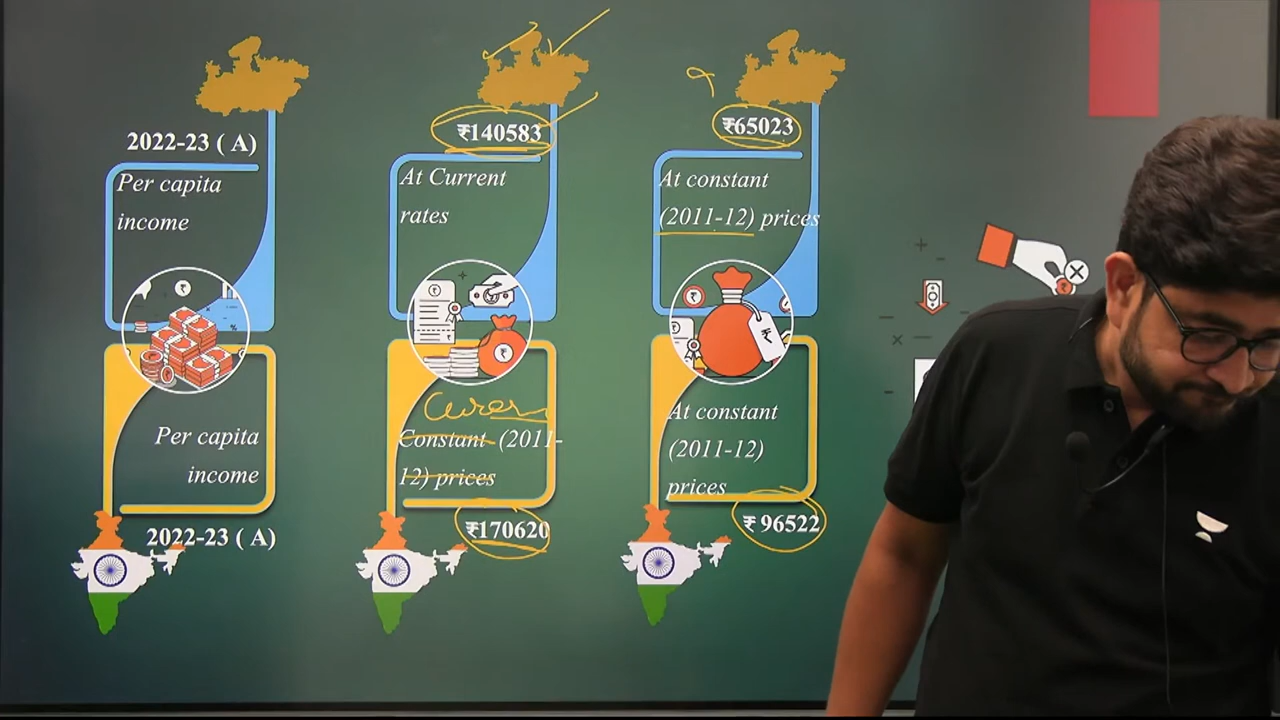 2022-23 ( A)
Per capita
income
₹140583
At Current
rates
₹65023
At constant
(2011-12) prices
Per capita
income
2022-23 ( A)
Constant (2011-
12) prices
₹170620
At constant
(2011-12)
prices
₹ 96522